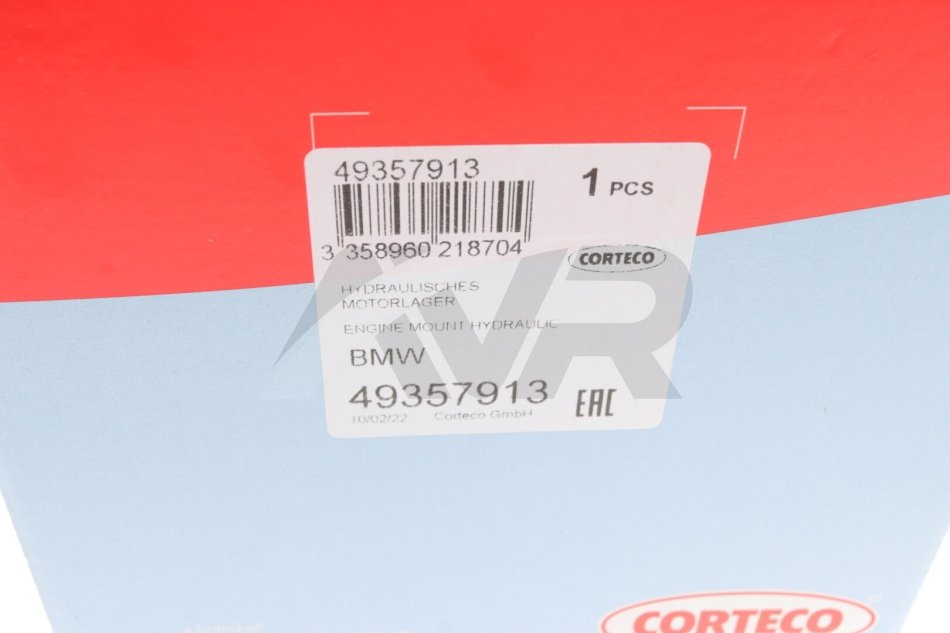 49357913
1 PCS
3 358960 218704
CORTECO
HYDRAULISCHES
MOTORLAGER
ENGINE MOUNT HYDRAULIC
BMW
49357913
EAC
10/02/22 Corteco GmbH
IVR
CORTECO